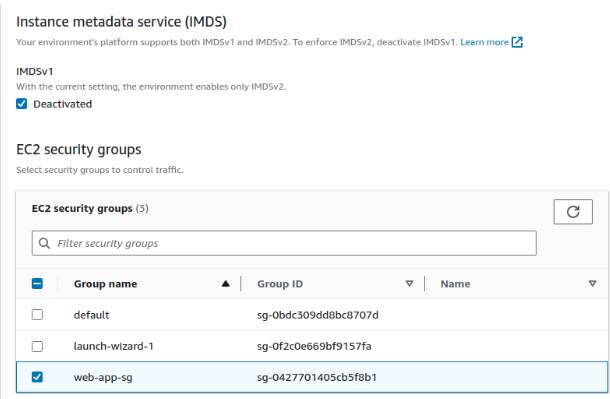 Instance metadata service (IMDS)
Your environment's platform supports both IMDSv1 and IMDSv2. To enforce IMDSv2, deactivate IMDSv1. Learn more
IMDSv1
With the current setting, the environment enables only IMDSv2.
Deactivated
EC2 security groups
Select security groups to control traffic.
EC2 security groups (3)
Filter security groups
Group name Group ID Name
default sg-0bdc309dd8bc8707d
launch-wizard-1 sg-0f2c0e669bf9157fa
web-app-sg sg-0427701405cb5f8b1